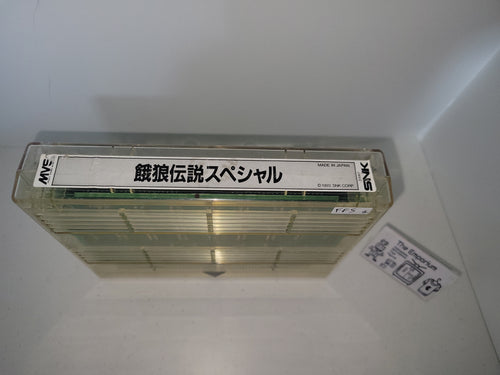 MVS
餓狼伝説スペシャル
MADE IN JAPAN
© 1993 SNK CORP.
SNK
FFS
The Emporium